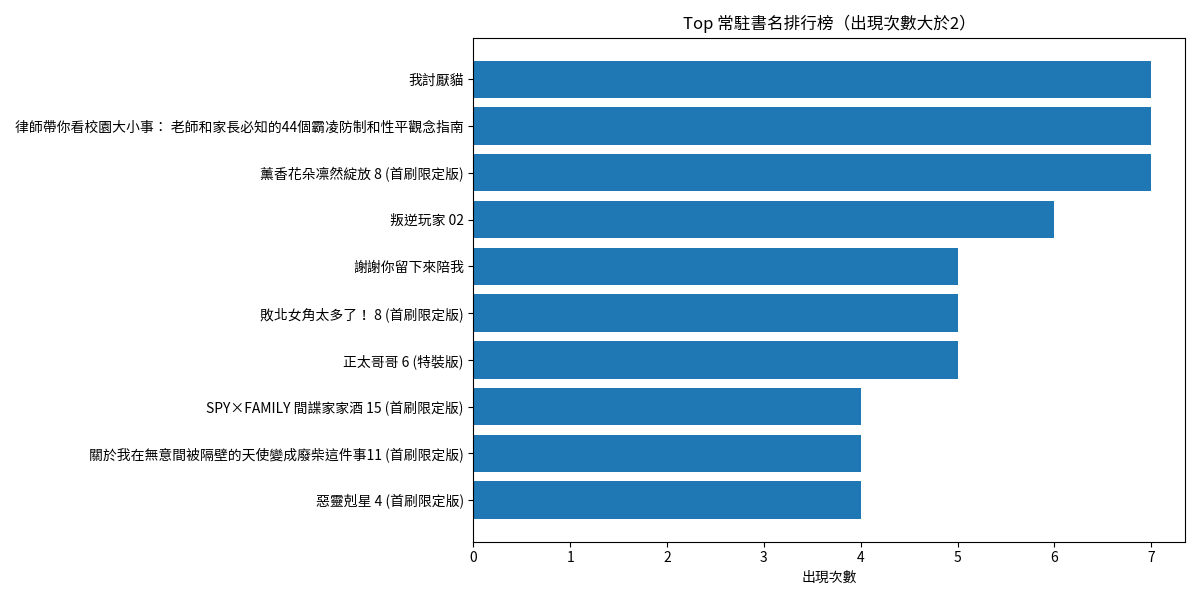 Top 常駐書名排行榜（出現次數大於2）
我討厭貓
律師帶你看校園大小事： 老師和家長必知的44個霸凌防制和性平觀念指南
薰香花朵凛然綻放 8 (首刷限定版)
叛逆玩家 02
謝謝你留下來陪我
敗北女角太多了！ 8 (首刷限定版)
正太哥哥 6 (特裝版)
SPY×FAMILY 間諜家家酒 15 (首刷限定版)
關於我在無意間被隔壁的天使變成廢柴這件事11 (首刷限定版)
惡靈剋星 4 (首刷限定版)
0 1 2 3 4 5 6 7
出現次數